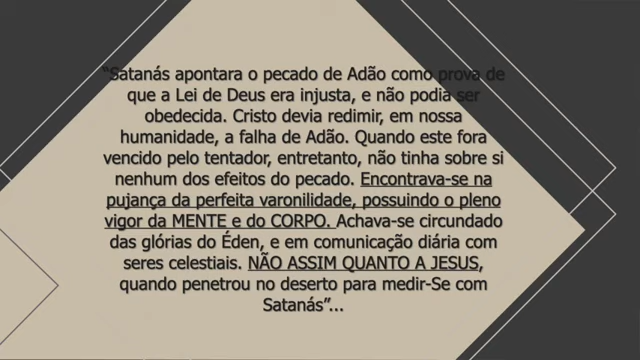 “Satanás apontara o pecado de Adão como prova de
que a Lei de Deus era injusta, e não podia ser
obedecida. Cristo devia redimir, em nossa
humanidade, a falha de Adão. Quando este fora
vencido pelo tentador, entretanto, não tinha sobre si
nenhum dos efeitos do pecado. Encontrava-se na
pujança da perfeita varonilidade, possuindo o pleno
vigor da MENTE e do CORPO. Achava-se circundado
das glórias do Éden, e em comunicação diária com
seres celestiais. NÃO ASSIM QUANTO A JESUS,
quando penetrou no deserto para medir-Se com
Satanás”...